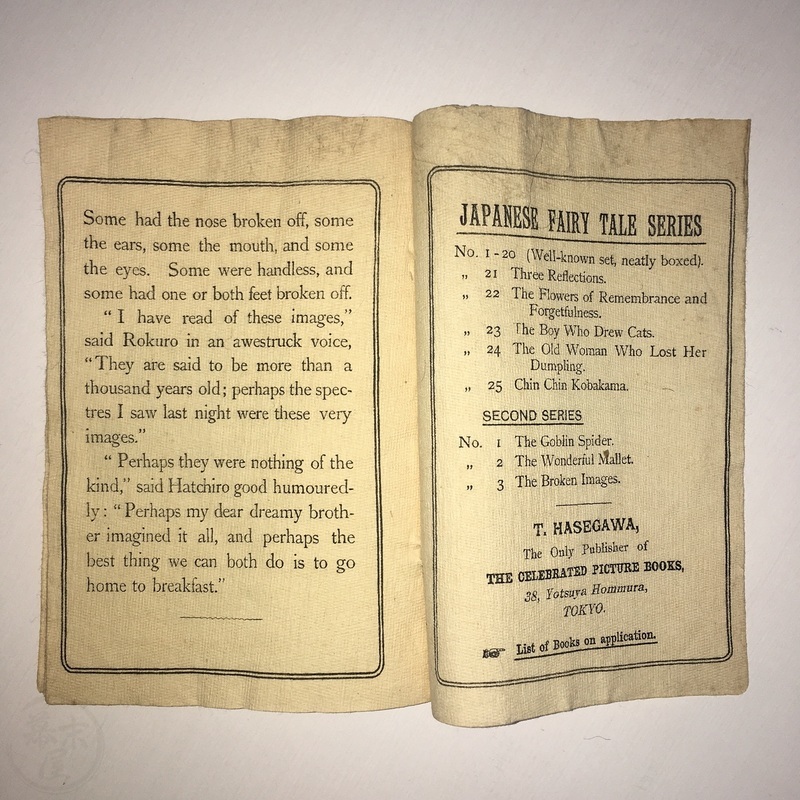 Some had the nose broken off, some
the ears, some the mouth, and some
the eyes. Some were handless, and
some had one or both feet broken off.
“ I have read of these images,”
said Rokuro in an awestruck voice,
“They are said to be more than a
thousand years old; perhaps the spec-
tres I saw last night were these very
images.”
“ Perhaps they were nothing of the
kind,” said Hatchiro good humoured-
ly: “Perhaps my dear dreamy broth-
er imagined it all, and perhaps the
best thing we can both do is to go
home to breakfast.”
JAPANESE FAIRY TALE SERIES
No. 1-20 (Well-known set, neatly boxed).
„ 21 Three Reflections.
„ 22 The Flowers of Remembrance and
Forgetfulness.
„ 23 The Boy Who Drew Cats.
„ 24 The Old Woman Who Lost Her
Dumpling.
„ 25 Chin Chin Kobakama.
SECOND SERIES
No. 1 The Goblin Spider.
„ 2 The Wonderful Mallet.
„ 3 The Broken Images.
T. HASEGAWA,
The Only Publisher of
THE CELEBRATED PICTURE BOOKS,
38, Yotsuya Hommura,
TOKYO.
☞ List of Books on application.